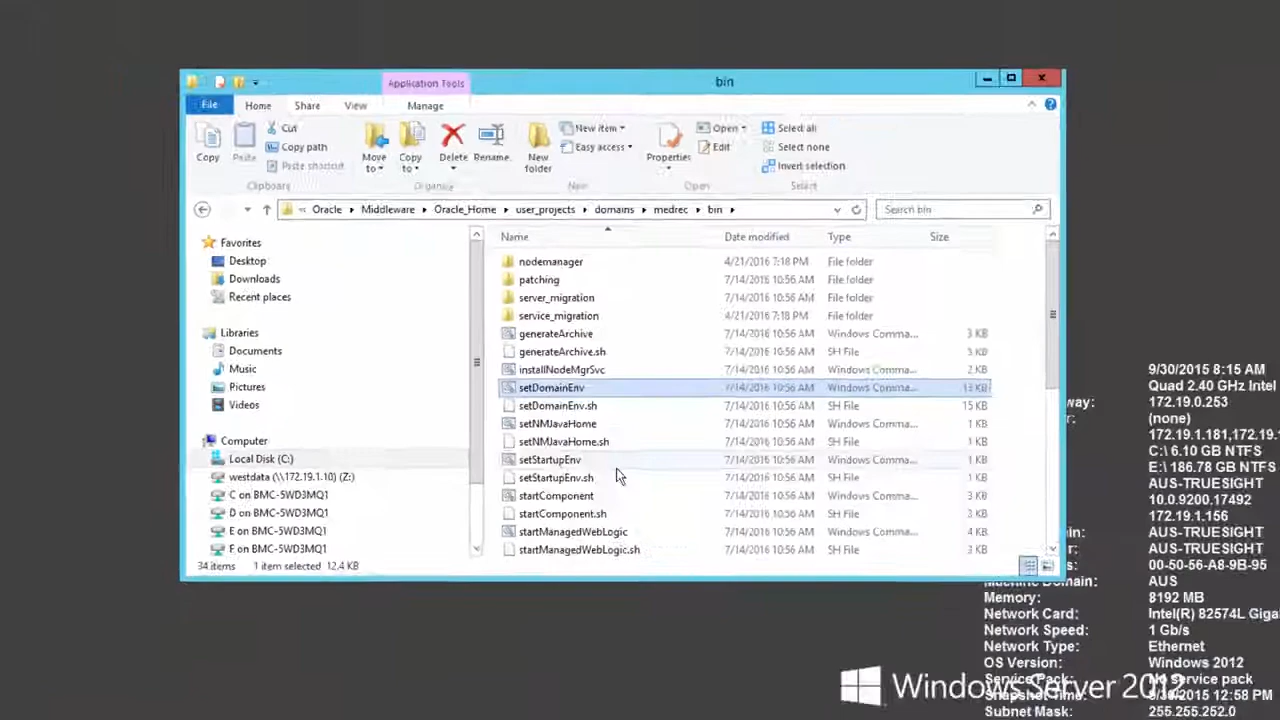 Application Tools
bin
File Home Share View Manage
Copy
Paste
Cut
Copy path
Paste shortcut
Clipboard
Move to
Copy to
Delete
Rename
Organize
New folder
New item
Easy access
New
Properties
Open
Edit
Open
Select all
Select none
Invert selection
Select
« Oracle Middleware Oracle_Home user_projects domains medrec bin
Search bin
Favorites
Desktop
Downloads
Recent places
Libraries
Documents
Music
Pictures
Videos
Computer
Local Disk (C:)
westdata (\\172.19.1.10) (Z:)
C on BMC-5WD3MQ1
D on BMC-5WD3MQ1
E on BMC-5WD3MQ1
F on BMC-5WD3MQ1
Name Date modified Type Size
nodemanager 4/21/2016 7:18 PM File folder
patching 7/14/2016 10:56 AM File folder
server_migration 7/14/2016 10:56 AM File folder
service_migration 4/21/2016 7:18 PM File folder
generateArchive 7/14/2016 10:56 AM Windows Comma... 3 KB
generateArchive.sh 7/14/2016 10:56 AM SH File 3 KB
installNodeMgrSvc 7/14/2016 10:56 AM Windows Comma... 2 KB
setDomainEnv 7/14/2016 10:56 AM Windows Comma... 13 KB
setDomainEnv.sh 7/14/2016 10:56 AM SH File 15 KB
setNMJavaHome 7/14/2016 10:56 AM Windows Comma... 1 KB
setNMJavaHome.sh 7/14/2016 10:56 AM SH File 1 KB
setStartupEnv 7/14/2016 10:56 AM Windows Comma... 1 KB
setStartupEnv.sh 7/14/2016 10:56 AM SH File 1 KB
startComponent 7/14/2016 10:56 AM Windows Comma... 3 KB
startComponent.sh 7/14/2016 10:56 AM SH File 3 KB
startManagedWebLogic 7/14/2016 10:56 AM Windows Comma... 4 KB
startManagedWebLogic.sh 7/14/2016 10:56 AM SH File 3 KB
34 items 1 item selected 12.4 KB
9/30/2015 8:15 AM
Quad 2.40 GHz Intel
way: 172.19.0.253
r: (none)
172.19.1.181,172.19.
C:\ 6.10 GB NTFS
E:\ 186.78 GB NTFS
AUS-TRUESIGHT
10.0.9200.17492
172.19.1.156
in: AUS-TRUESIGHT
r: AUS-TRUESIGHT
s: 00-50-56-A8-9B-95
Machine Domain: AUS
Memory: 8192 MB
Network Card: Intel(R) 82574L Giga
Network Speed: 1 Gb/s
Network Type: Ethernet
OS Version: Windows 2012
Service Pack: No service pack
Snapshot Time: 9/30/2015 12:58 PM
Subnet Mask: 255.255.252.0
Windows Server 2012